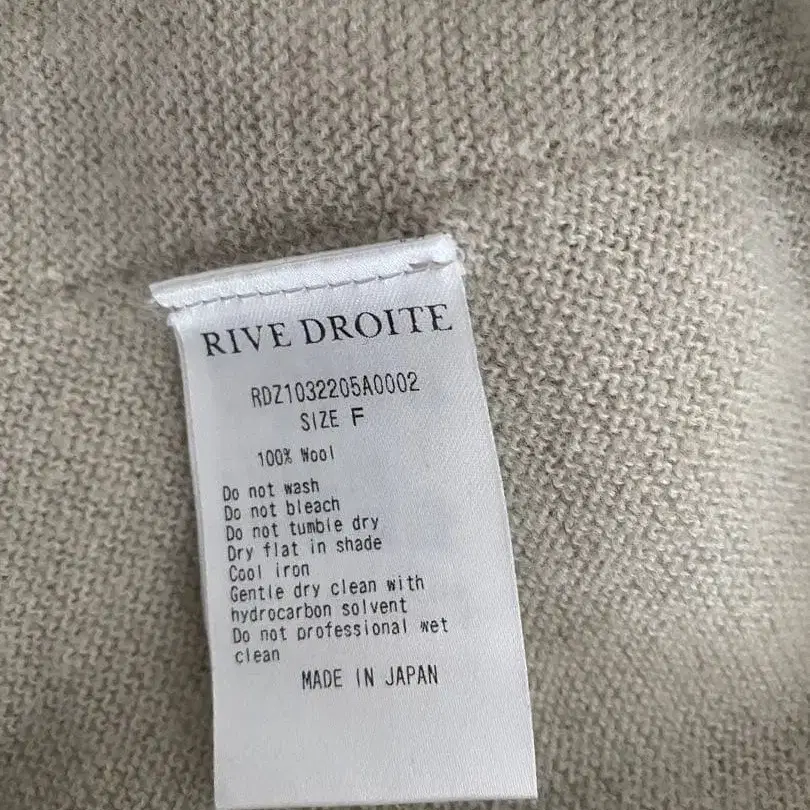 RIVE DROITE
RDZ1032205A0002
SIZE F
100% Wool
Do not wash
Do not bleach
Do not tumble dry
Dry flat in shade
Cool iron
Gentle dry clean with
hydrocarbon solvent
Do not professional wet
clean
MADE IN JAPAN